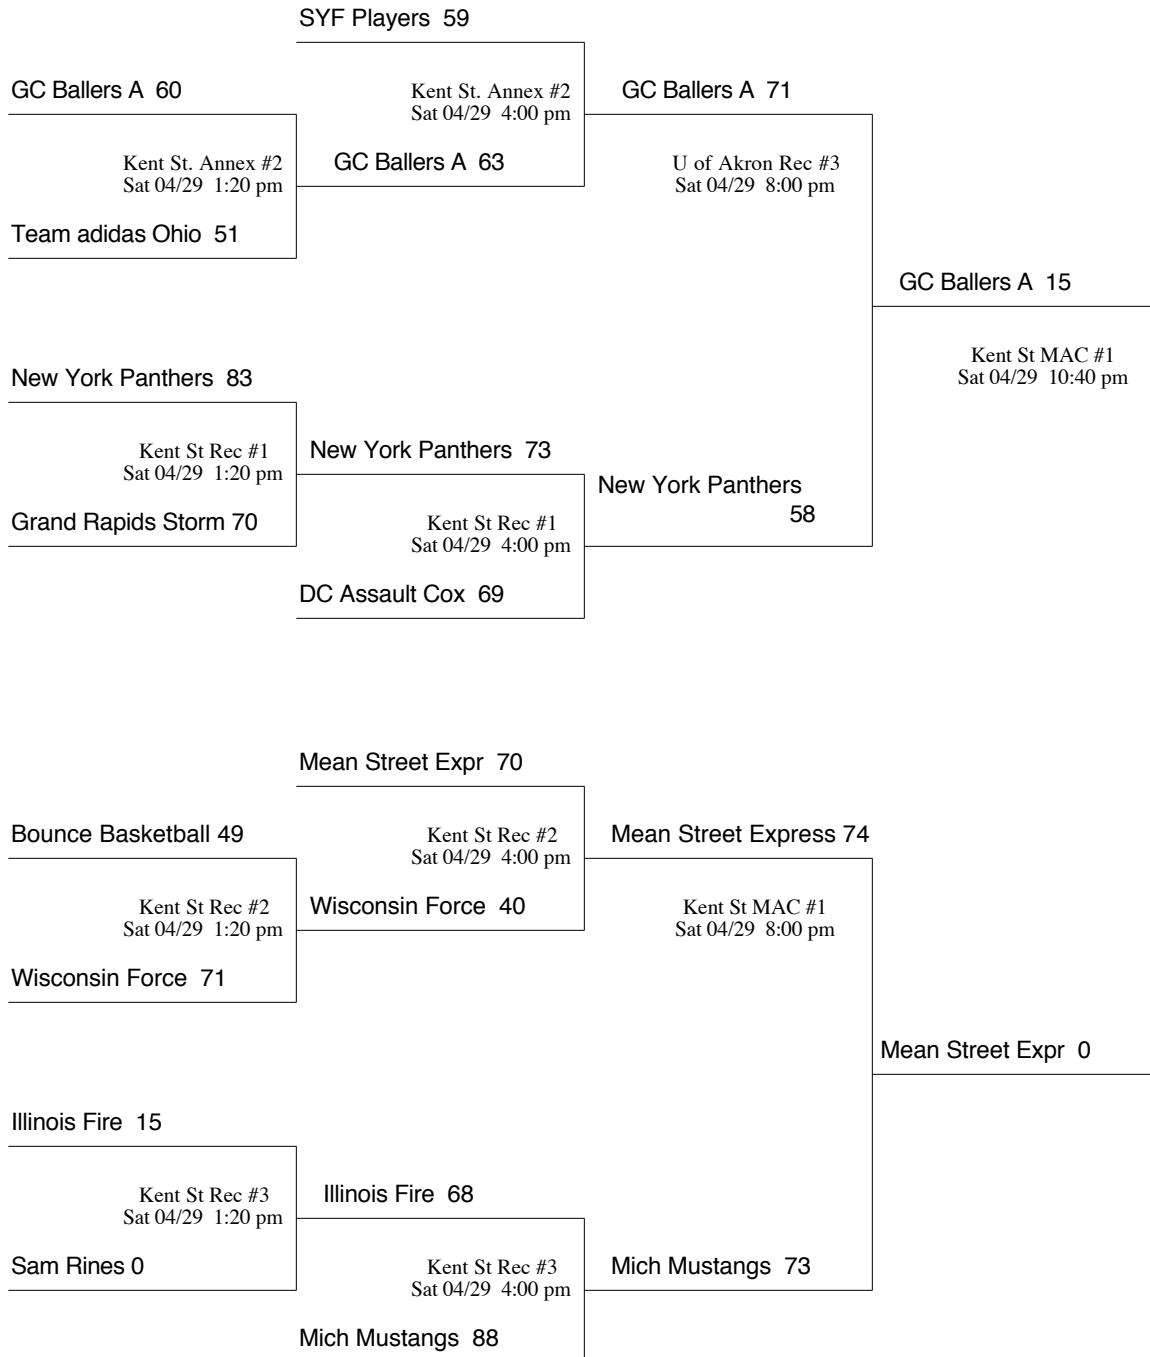 SYF Players 59
GC Ballers A 60
Kent St. Annex #2
Sat 04/29 4:00 pm
GC Ballers A 71
Kent St. Annex #2
Sat 04/29 1:20 pm
GC Ballers A 63
U of Akron Rec #3
Sat 04/29 8:00 pm
Team adidas Ohio 51
GC Ballers A 15
Kent St MAC #1
Sat 04/29 10:40 pm
New York Panthers 83
Kent St Rec #1
Sat 04/29 1:20 pm
New York Panthers 73
New York Panthers
58
Grand Rapids Storm 70
Kent St Rec #1
Sat 04/29 4:00 pm
DC Assault Cox 69
Mean Street Expr 70
Bounce Basketball 49
Kent St Rec #2
Sat 04/29 4:00 pm
Mean Street Express 74
Kent St Rec #2
Sat 04/29 1:20 pm
Wisconsin Force 40
Kent St MAC #1
Sat 04/29 8:00 pm
Wisconsin Force 71
Mean Street Expr 0
Illinois Fire 15
Kent St Rec #3
Sat 04/29 1:20 pm
Illinois Fire 68
Sam Rines 0
Kent St Rec #3
Sat 04/29 4:00 pm
Mich Mustangs 73
Mich Mustangs 88